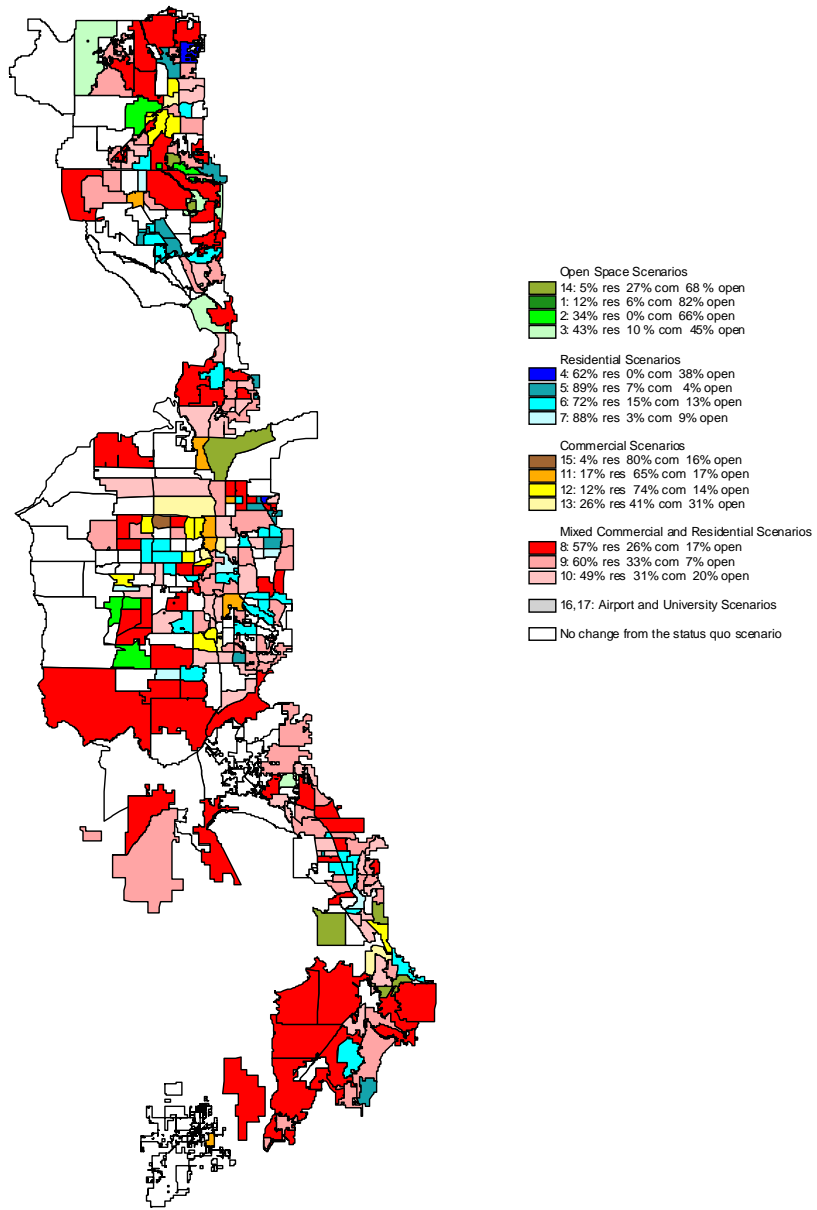 Open Space Scenarios
14: 5% res 27% com 68 % open
1: 12% res 6% com 82% open
2: 34% res 0% com 66% open
3: 43% res 10 % com 45% open
Residential Scenarios
4: 62% res 0% com 38% open
5: 89% res 7% com 4% open
6: 72% res 15% com 13% open
7: 88% res 3% com 9% open
Commercial Scenarios
15: 4% res 80% com 16% open
11: 17% res 65% com 17% open
12: 12% res 74% com 14% open
13: 26% res 41% com 31% open
Mixed Commercial and Residential Scenarios
8: 57% res 26% com 17% open
9: 60% res 33% com 7% open
10: 49% res 31% com 20% open
16,17: Airport and University Scenarios
No change from the status quo scenario